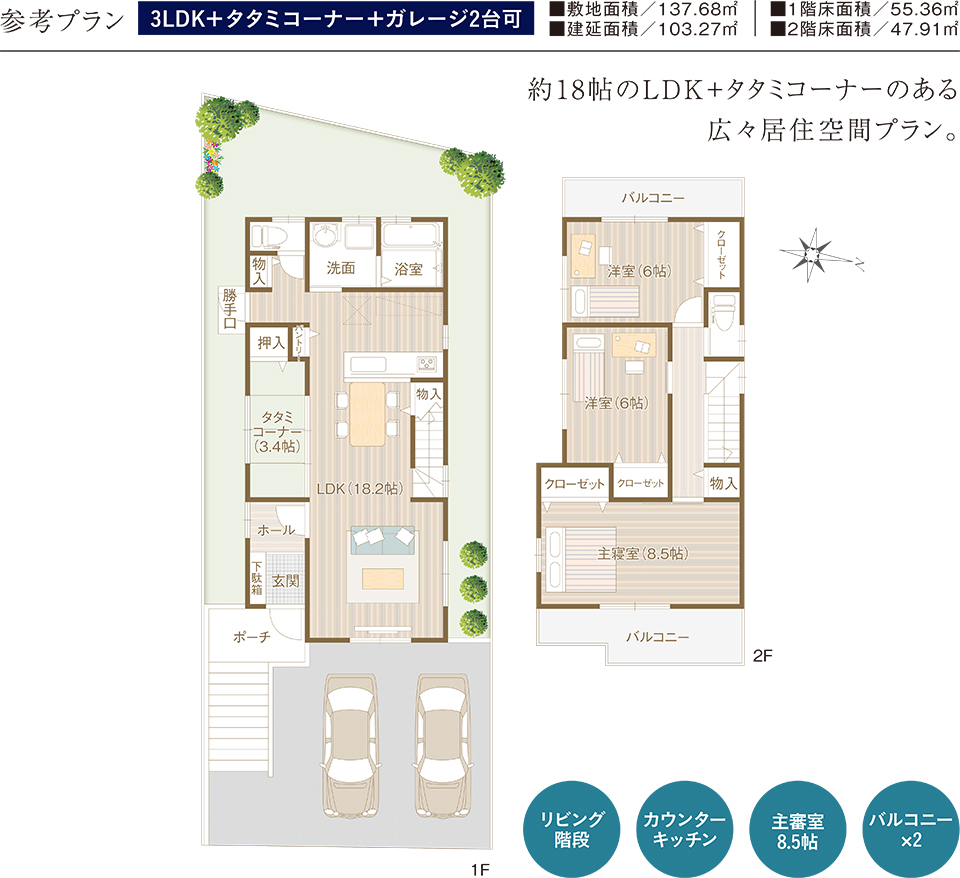 参考プラン
3LDK＋タタミコーナー＋ガレージ2台可
■敷地面積／137.68㎡
■建延面積／103.27㎡
■1階床面積／55.36㎡
■2階床面積／47.91㎡
約18帖のLDK＋タタミコーナーのある
広々居住空間プラン。
物入
洗面
浴室
勝手口
押入
パントリー
物入
タタミ
コーナー
（3.4帖）
LDK（18.2帖）
ホール
下駄箱
玄関
ポーチ
1F
バルコニー
洋室（6帖）
クローゼット
洋室（6帖）
クローゼット
クローゼット
物入
主寝室（8.5帖）
バルコニー
2F
N
リビング
階段
カウンター
キッチン
主審室
8.5帖
バルコニー
×2